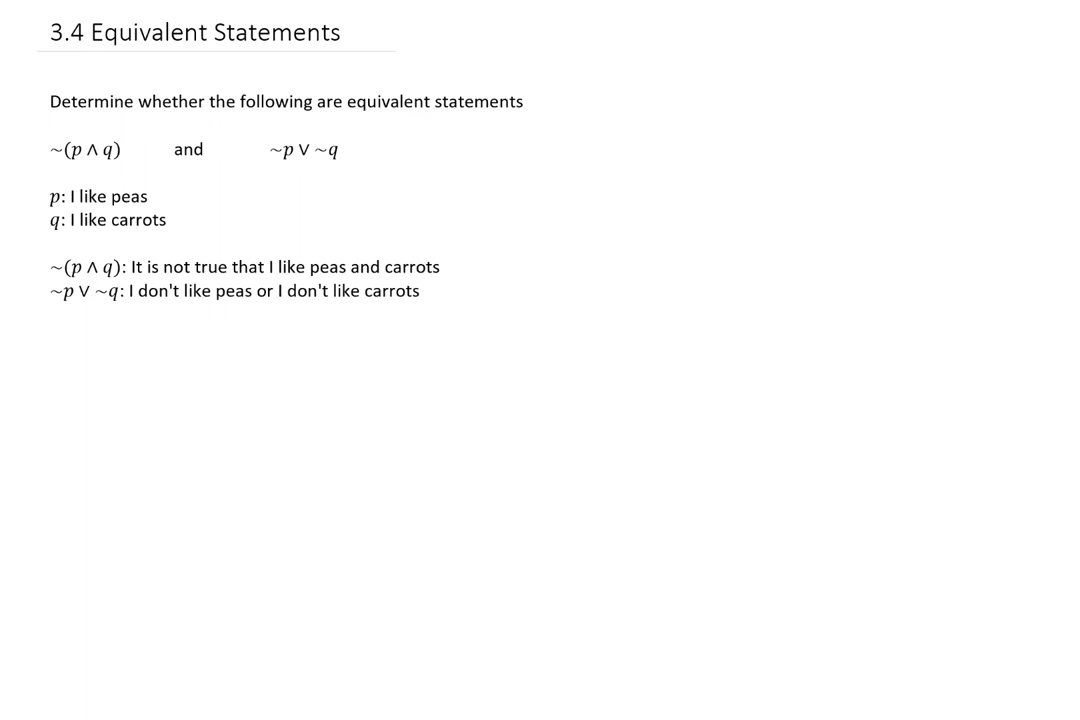 3.4 Equivalent Statements
Determine whether the following are equivalent statements
~(p ∧ q) and ~p ∨ ~q
p: I like peas
q: I like carrots
~(p ∧ q): It is not true that I like peas and carrots
~p ∨ ~q: I don't like peas or I don't like carrots